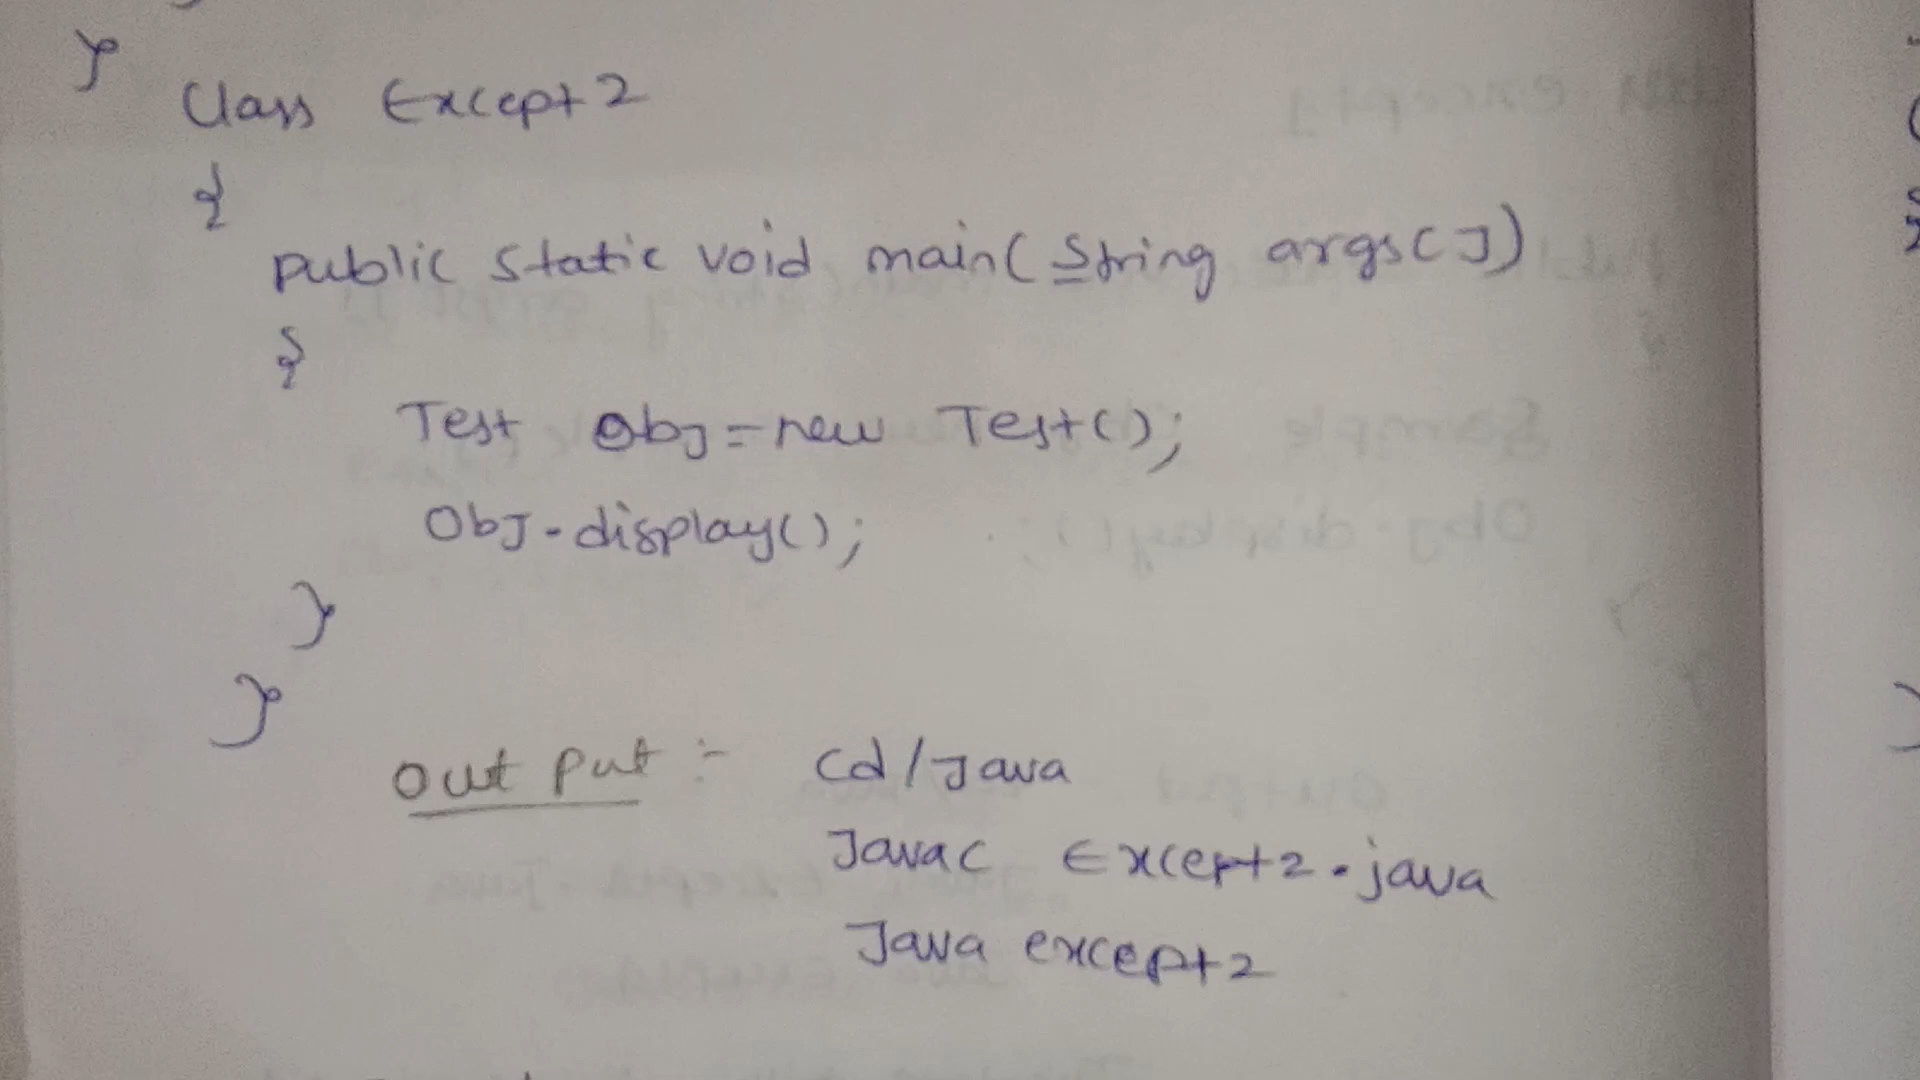 }
Class Except2
{
public static void main(String args[])
{
Test Obj=new Test();
Obj.display();
}
}
out put :- cd/Java
Javac Except2.java
Java except2